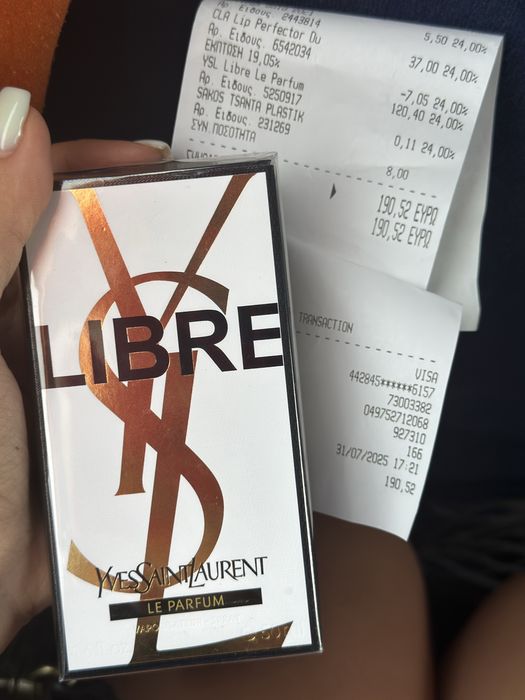 Αρ. Είδους. 2443814
5,50 24,00%
CLA Lip Perfector Ou
Αρ. Είδους. 6542034
37,00 24,00%
ΕΚΠΤΩΣΗ 19,05%
-7,05 24,00%
YSL Libre Le Parfum
120,40 24,00%
Αρ. Είδους. 5250917
SAKOS TSANTA PLASTIK
0,11 24,00%
Αρ. Είδους. 231269
ΣΥΝ.ΠΟΣΟΤΗΤΑ
8,00
190,52 ΕΥΡΩ
190,52 ΕΥΡΩ
TRANSACTION
VISA
442845******6157
73003382
049752712068
927310
166
31/07/2025 17:21
190,52
LIBRE
YSL
YVESSAINTLAURENT
LE PARFUM